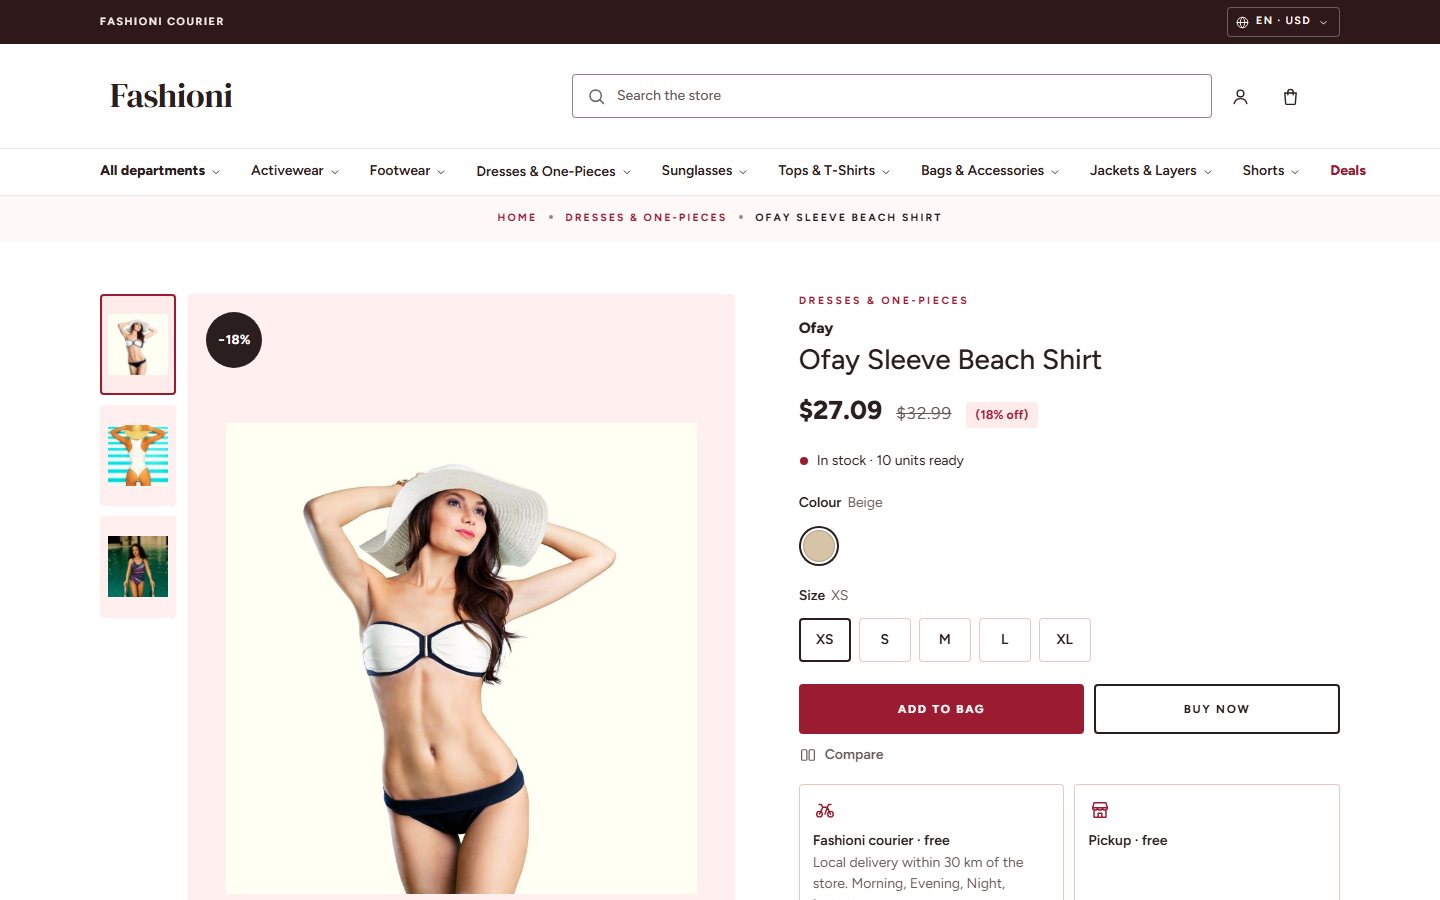 FASHIONI COURIER
EN · USD
Fashioni
Search the store
All departments
Activewear
Footwear
Dresses & One-Pieces
Sunglasses
Tops & T-Shirts
Bags & Accessories
Jackets & Layers
Shorts
Deals
HOME • DRESSES & ONE-PIECES • OFAY SLEEVE BEACH SHIRT
−18%
DRESSES & ONE-PIECES
Ofay
Ofay Sleeve Beach Shirt
$27.09 $32.99 (18% off)
In stock · 10 units ready
Colour Beige
Size XS
XS
S
M
L
XL
ADD TO BAG
BUY NOW
Compare
Fashioni courier · free
Local delivery within 30 km of the
store. Morning, Evening, Night,
Pickup · free